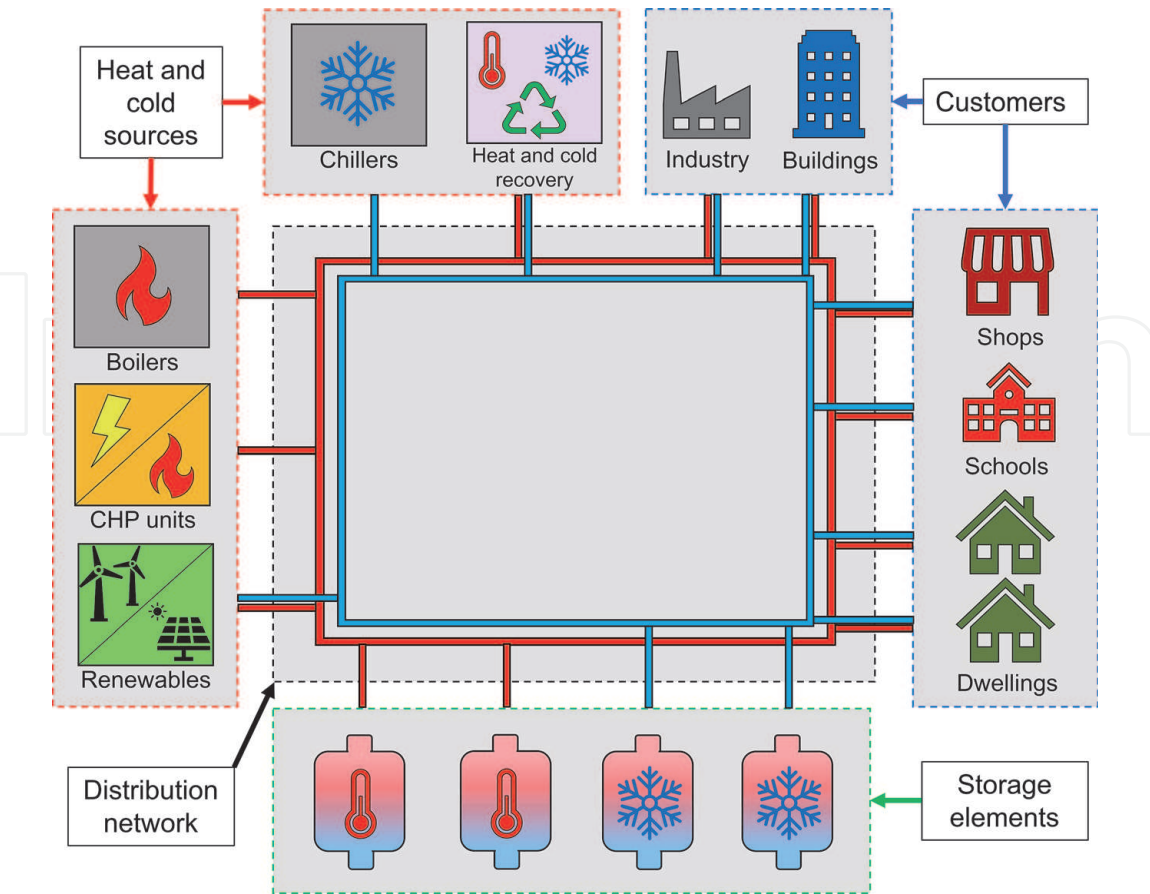 Heat and
cold
sources
Chillers
Heat and cold
recovery
Industry
Buildings
Customers
Boilers
CHP units
Renewables
Shops
Schools
Dwellings
Distribution
network
Storage
elements